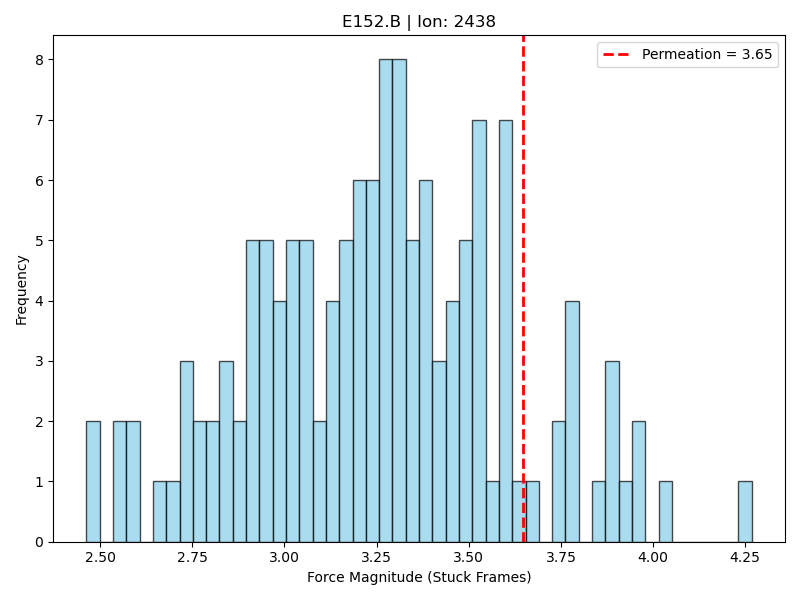 E152.B | Ion: 2438
Permeation = 3.65
8
7
6
5
4
3
2
1
0
Frequency
2.50 2.75 3.00 3.25 3.50 3.75 4.00 4.25
Force Magnitude (Stuck Frames)